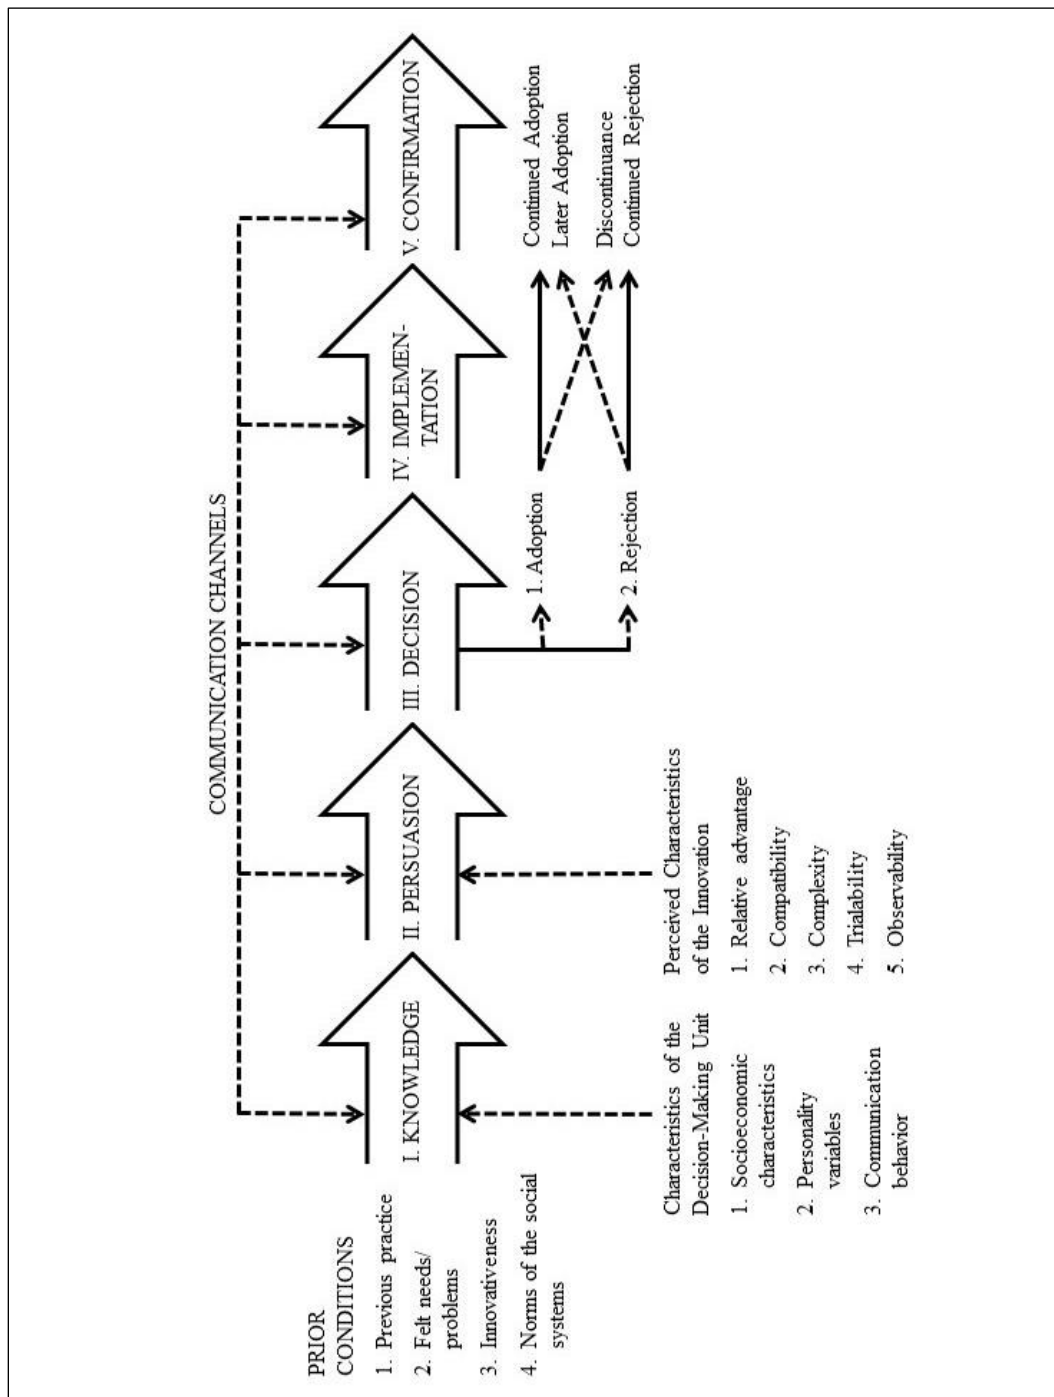 COMMUNICATION CHANNELS
PRIOR
CONDITIONS
1. Previous practice
2. Felt needs/
problems
3. Innovativeness
4. Norms of the social
systems
I. KNOWLEDGE
II. PERSUASION
III. DECISION
IV. IMPLEMEN-
TATION
V. CONFIRMATION
1. Adoption
2. Rejection
Continued Adoption
Later Adoption
Discontinuance
Continued Rejection
Characteristics of the
Decision-Making Unit
1. Socioeconomic
characteristics
2. Personality
variables
3. Communication
behavior
Perceived Characteristics
of the Innovation
1. Relative advantage
2. Compatibility
3. Complexity
4. Trialability
5. Observability